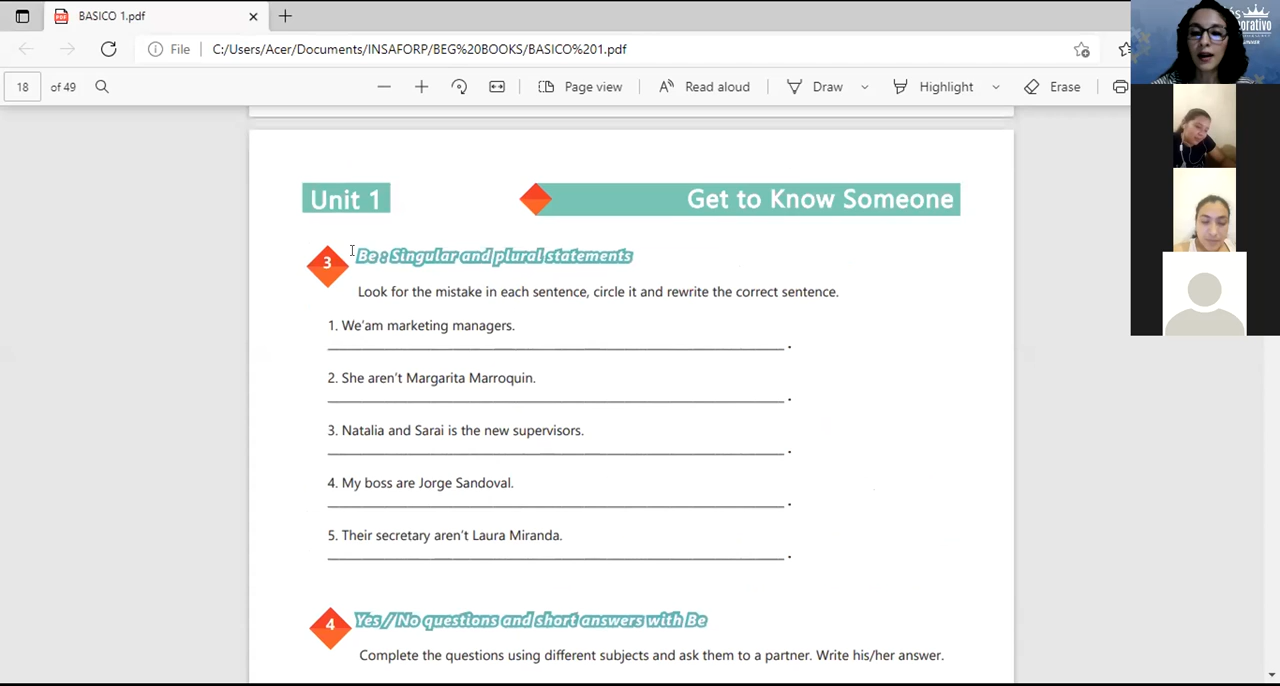 BASICO 1.pdf
File C:/Users/Acer/Documents/INSAFORP/BEG%20BOOKS/BASICO%201.pdf
18 of 49 Page view Read aloud Draw Highlight Erase
Unit 1 Get to Know Someone
3 Be : Singular and plural statements
Look for the mistake in each sentence, circle it and rewrite the correct sentence.
1. We'am marketing managers.
.
2. She aren't Margarita Marroquin.
.
3. Natalia and Sarai is the new supervisors.
.
4. My boss are Jorge Sandoval.
.
5. Their secretary aren't Laura Miranda.
.
4 Yes / No questions and short answers with Be
Complete the questions using different subjects and ask them to a partner. Write his/her answer.